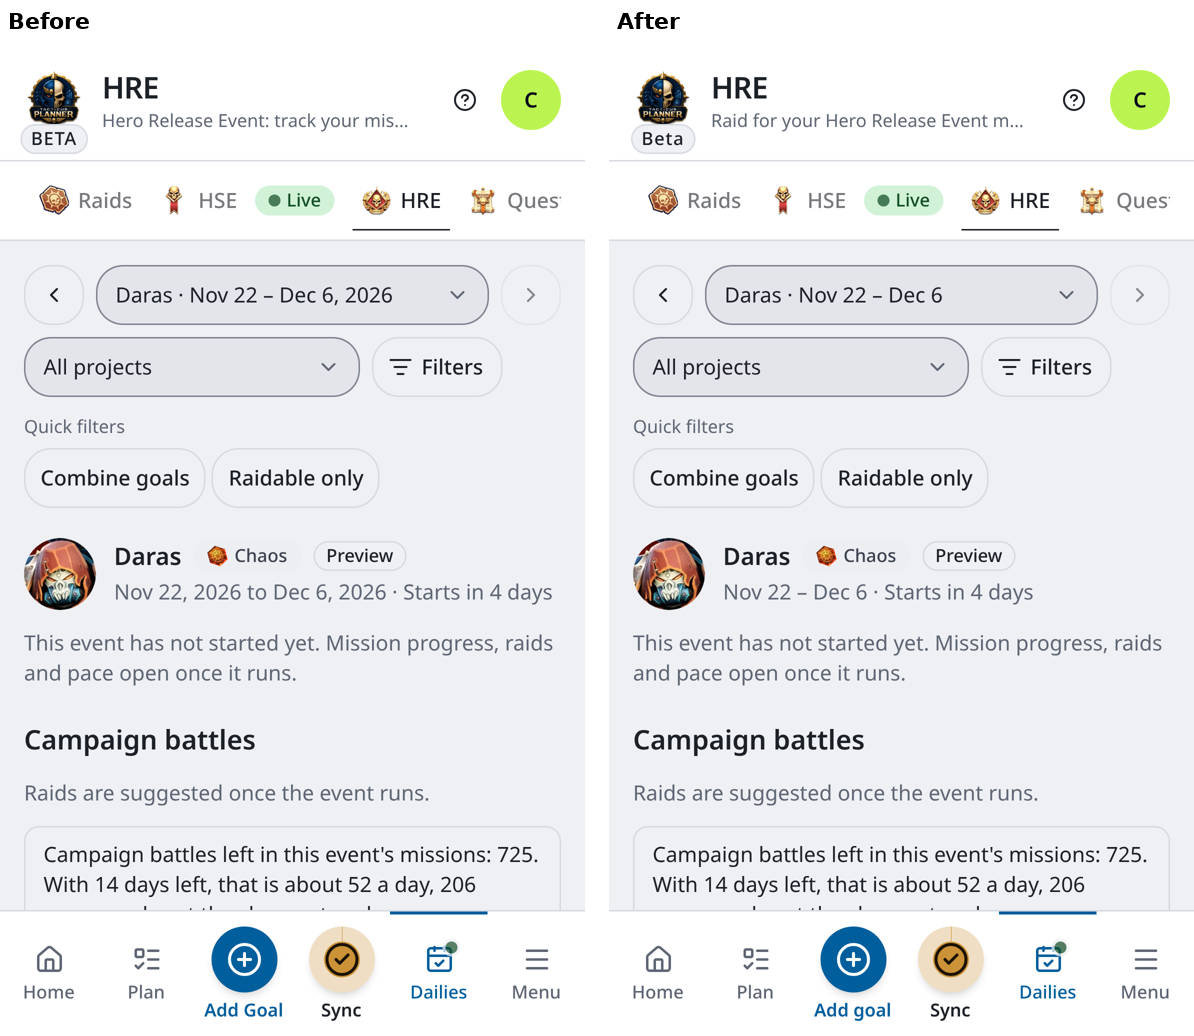 Before
HRE
Hero Release Event: track your mis...
TACTICUS
PLANNER
BETA
C
Raids
HSE
Live
HRE
Ques
Daras · Nov 22 – Dec 6, 2026
All projects
Filters
Quick filters
Combine goals
Raidable only
Daras
Chaos
Preview
Nov 22, 2026 to Dec 6, 2026 · Starts in 4 days
This event has not started yet. Mission progress, raids
and pace open once it runs.
Campaign battles
Raids are suggested once the event runs.
Campaign battles left in this event's missions: 725.
With 14 days left, that is about 52 a day, 206
Home
Plan
Add Goal
Sync
Dailies
Menu
After
HRE
Raid for your Hero Release Event m...
TACTICUS
PLANNER
Beta
C
Raids
HSE
Live
HRE
Ques
Daras · Nov 22 – Dec 6
All projects
Filters
Quick filters
Combine goals
Raidable only
Daras
Chaos
Preview
Nov 22 – Dec 6 · Starts in 4 days
This event has not started yet. Mission progress, raids
and pace open once it runs.
Campaign battles
Raids are suggested once the event runs.
Campaign battles left in this event's missions: 725.
With 14 days left, that is about 52 a day, 206
Home
Plan
Add goal
Sync
Dailies
Menu